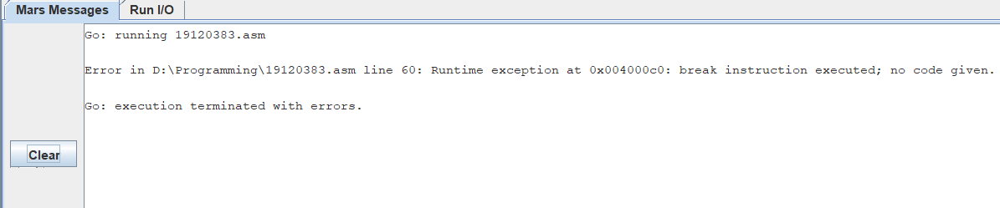 Mars Messages Run I/O
Go: running 19120383.asm
Error in D:\Programming\19120383.asm line 60: Runtime exception at 0x004000c0: break instruction executed; no code given.
Go: execution terminated with errors.
Clear